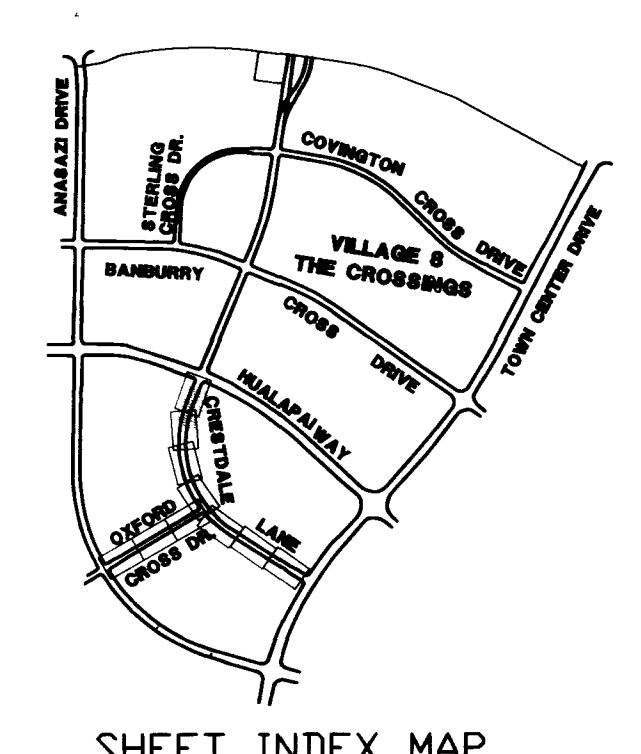 ANASAZI DRIVE
STERLING
CROSS DR.
COVINGTON
CROSS DRIVE
VILLAGE 8
THE CROSSINGS
BANBURRY
CROSS DRIVE
TOWN CENTER DRIVE
HUALAPAI WAY
CRESTDALE
LANE
OXFORD
CROSS DR.
SHEET INDEX MAP